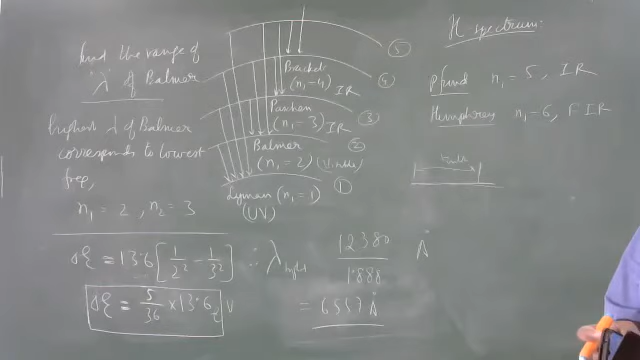 find the range of
"λ" of Balmer
highest λ of Balmer
corresponds to lowest
freq,
n₁ = 2, n₂ = 3
ΔE = 13.6 [1/2² - 1/3²]
ΔE = 5/36 × 13.6 eV
5
4
Brackett
(n₁ = 4) IR
Paschen
(n₁ = 3) IR
3
2
Balmer
(n₁ = 2) (Visible)
Lyman (n₁ = 1)
(UV)
1
∴ λ 12380 / 1.888 Å
= 6557 Å
H spectrum:
Pfund n₁ = 5, IR
Humphrey n₁ = 6, F IR